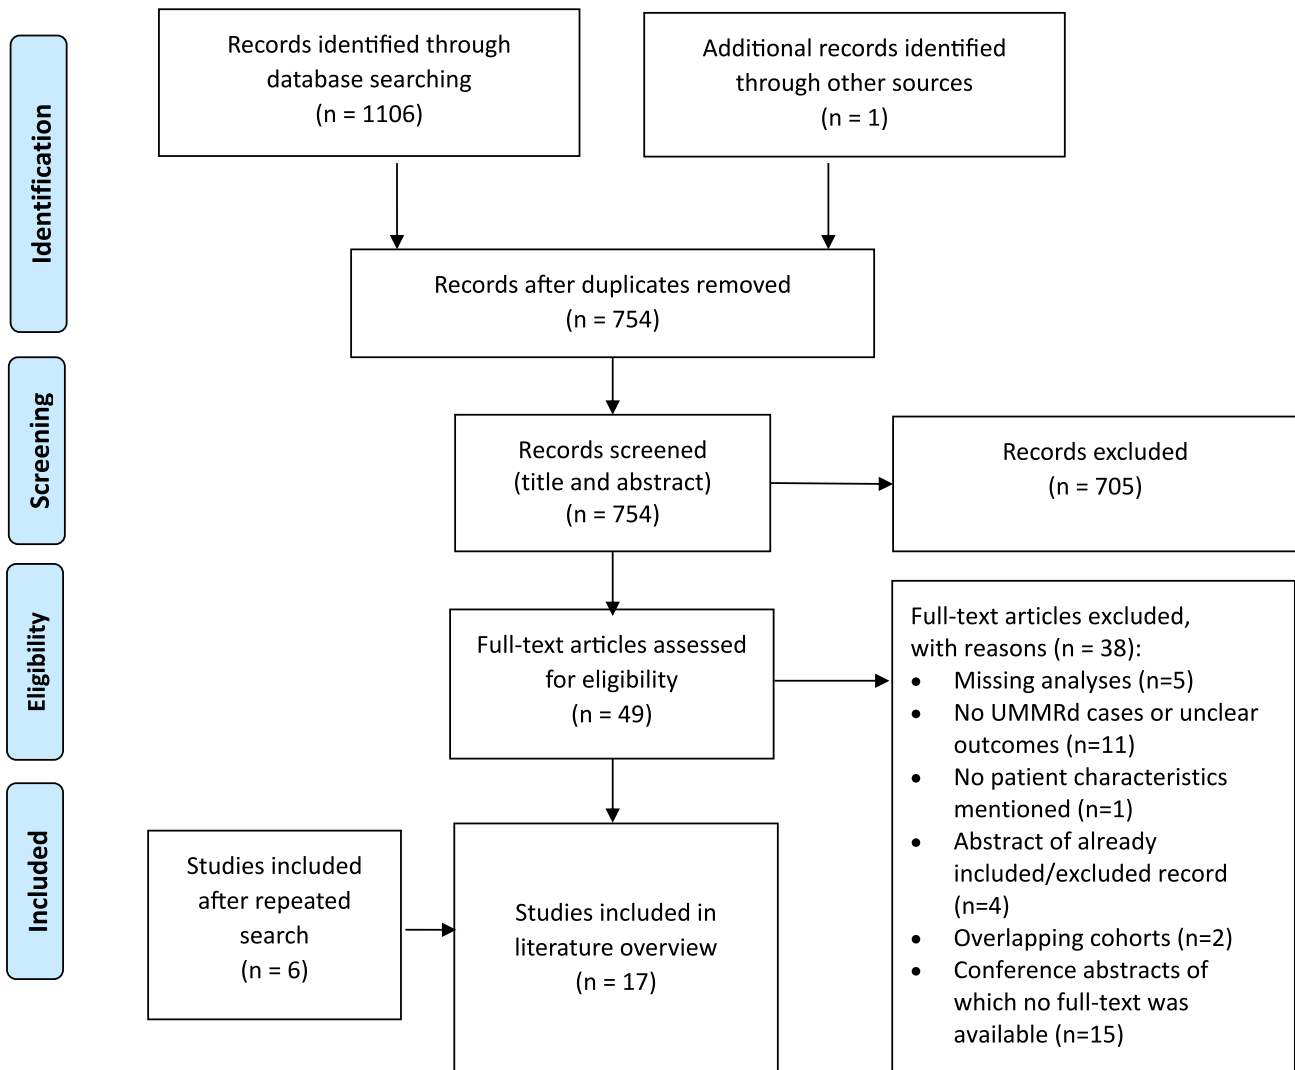 Identification
Records identified through
database searching
(n = 1106)
Additional records identified
through other sources
(n = 1)
Records after duplicates removed
(n = 754)
Screening
Records screened
(title and abstract)
(n = 754)
Records excluded
(n = 705)
Eligibility
Full-text articles assessed
for eligibility
(n = 49)
Full-text articles excluded,
with reasons (n = 38):
• Missing analyses (n=5)
• No UMMRd cases or unclear
outcomes (n=11)
• No patient characteristics
mentioned (n=1)
• Abstract of already
included/excluded record
(n=4)
• Overlapping cohorts (n=2)
• Conference abstracts of
which no full-text was
available (n=15)
Included
Studies included
after repeated
search
(n = 6)
Studies included in
literature overview
(n = 17)